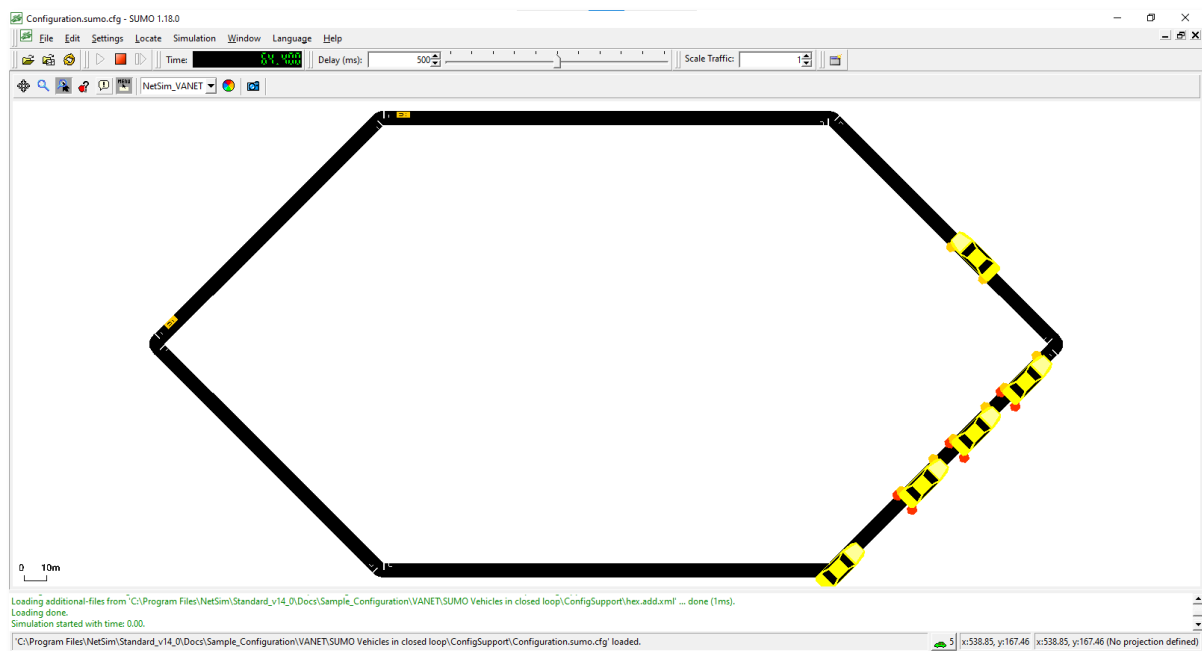 Configuration.sumo.cfg - SUMO 1.18.0
File Edit Settings Locate Simulation Window Language Help
Time: 64.400 Delay (ms): 500 Scale Traffic: 1
NetSim_VANET
0 10m
Loading additional-files from 'C:\Program Files\NetSim\Standard_v14_0\Docs\Sample_Configuration\VANET\SUMO Vehicles in closed loop\ConfigSupport\hex.add.xml' ... done (1ms).
Loading done.
Simulation started with time: 0.00.
'C:\Program Files\NetSim\Standard_v14_0\Docs\Sample_Configuration\VANET\SUMO Vehicles in closed loop\ConfigSupport\Configuration.sumo.cfg' loaded. 5 x:538.85, y:167.46 x:538.85, y:167.46 (No projection defined)